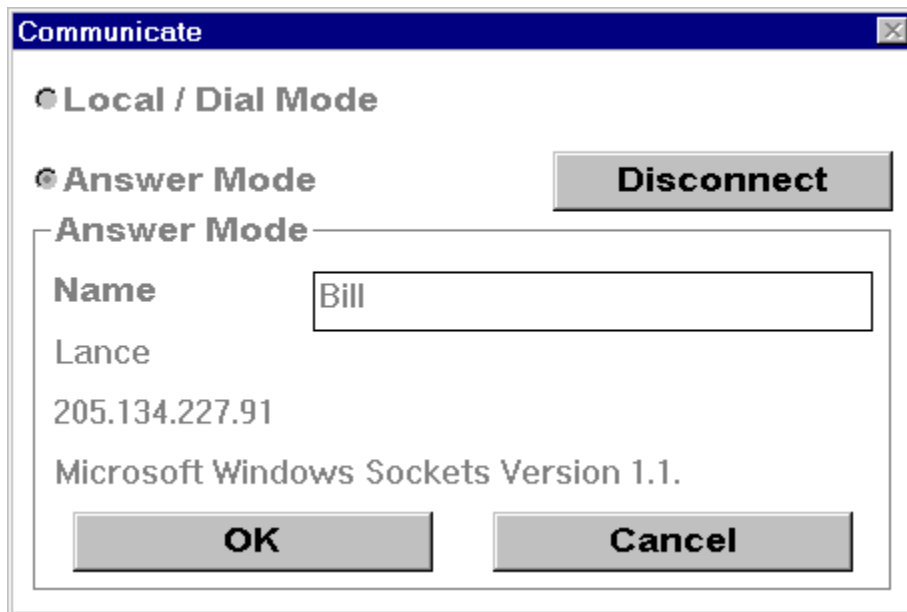 Communicate
Local / Dial Mode
Answer Mode
Disconnect
Answer Mode
Name
Bill
Lance
205.134.227.91
Microsoft Windows Sockets Version 1.1.
OK
Cancel